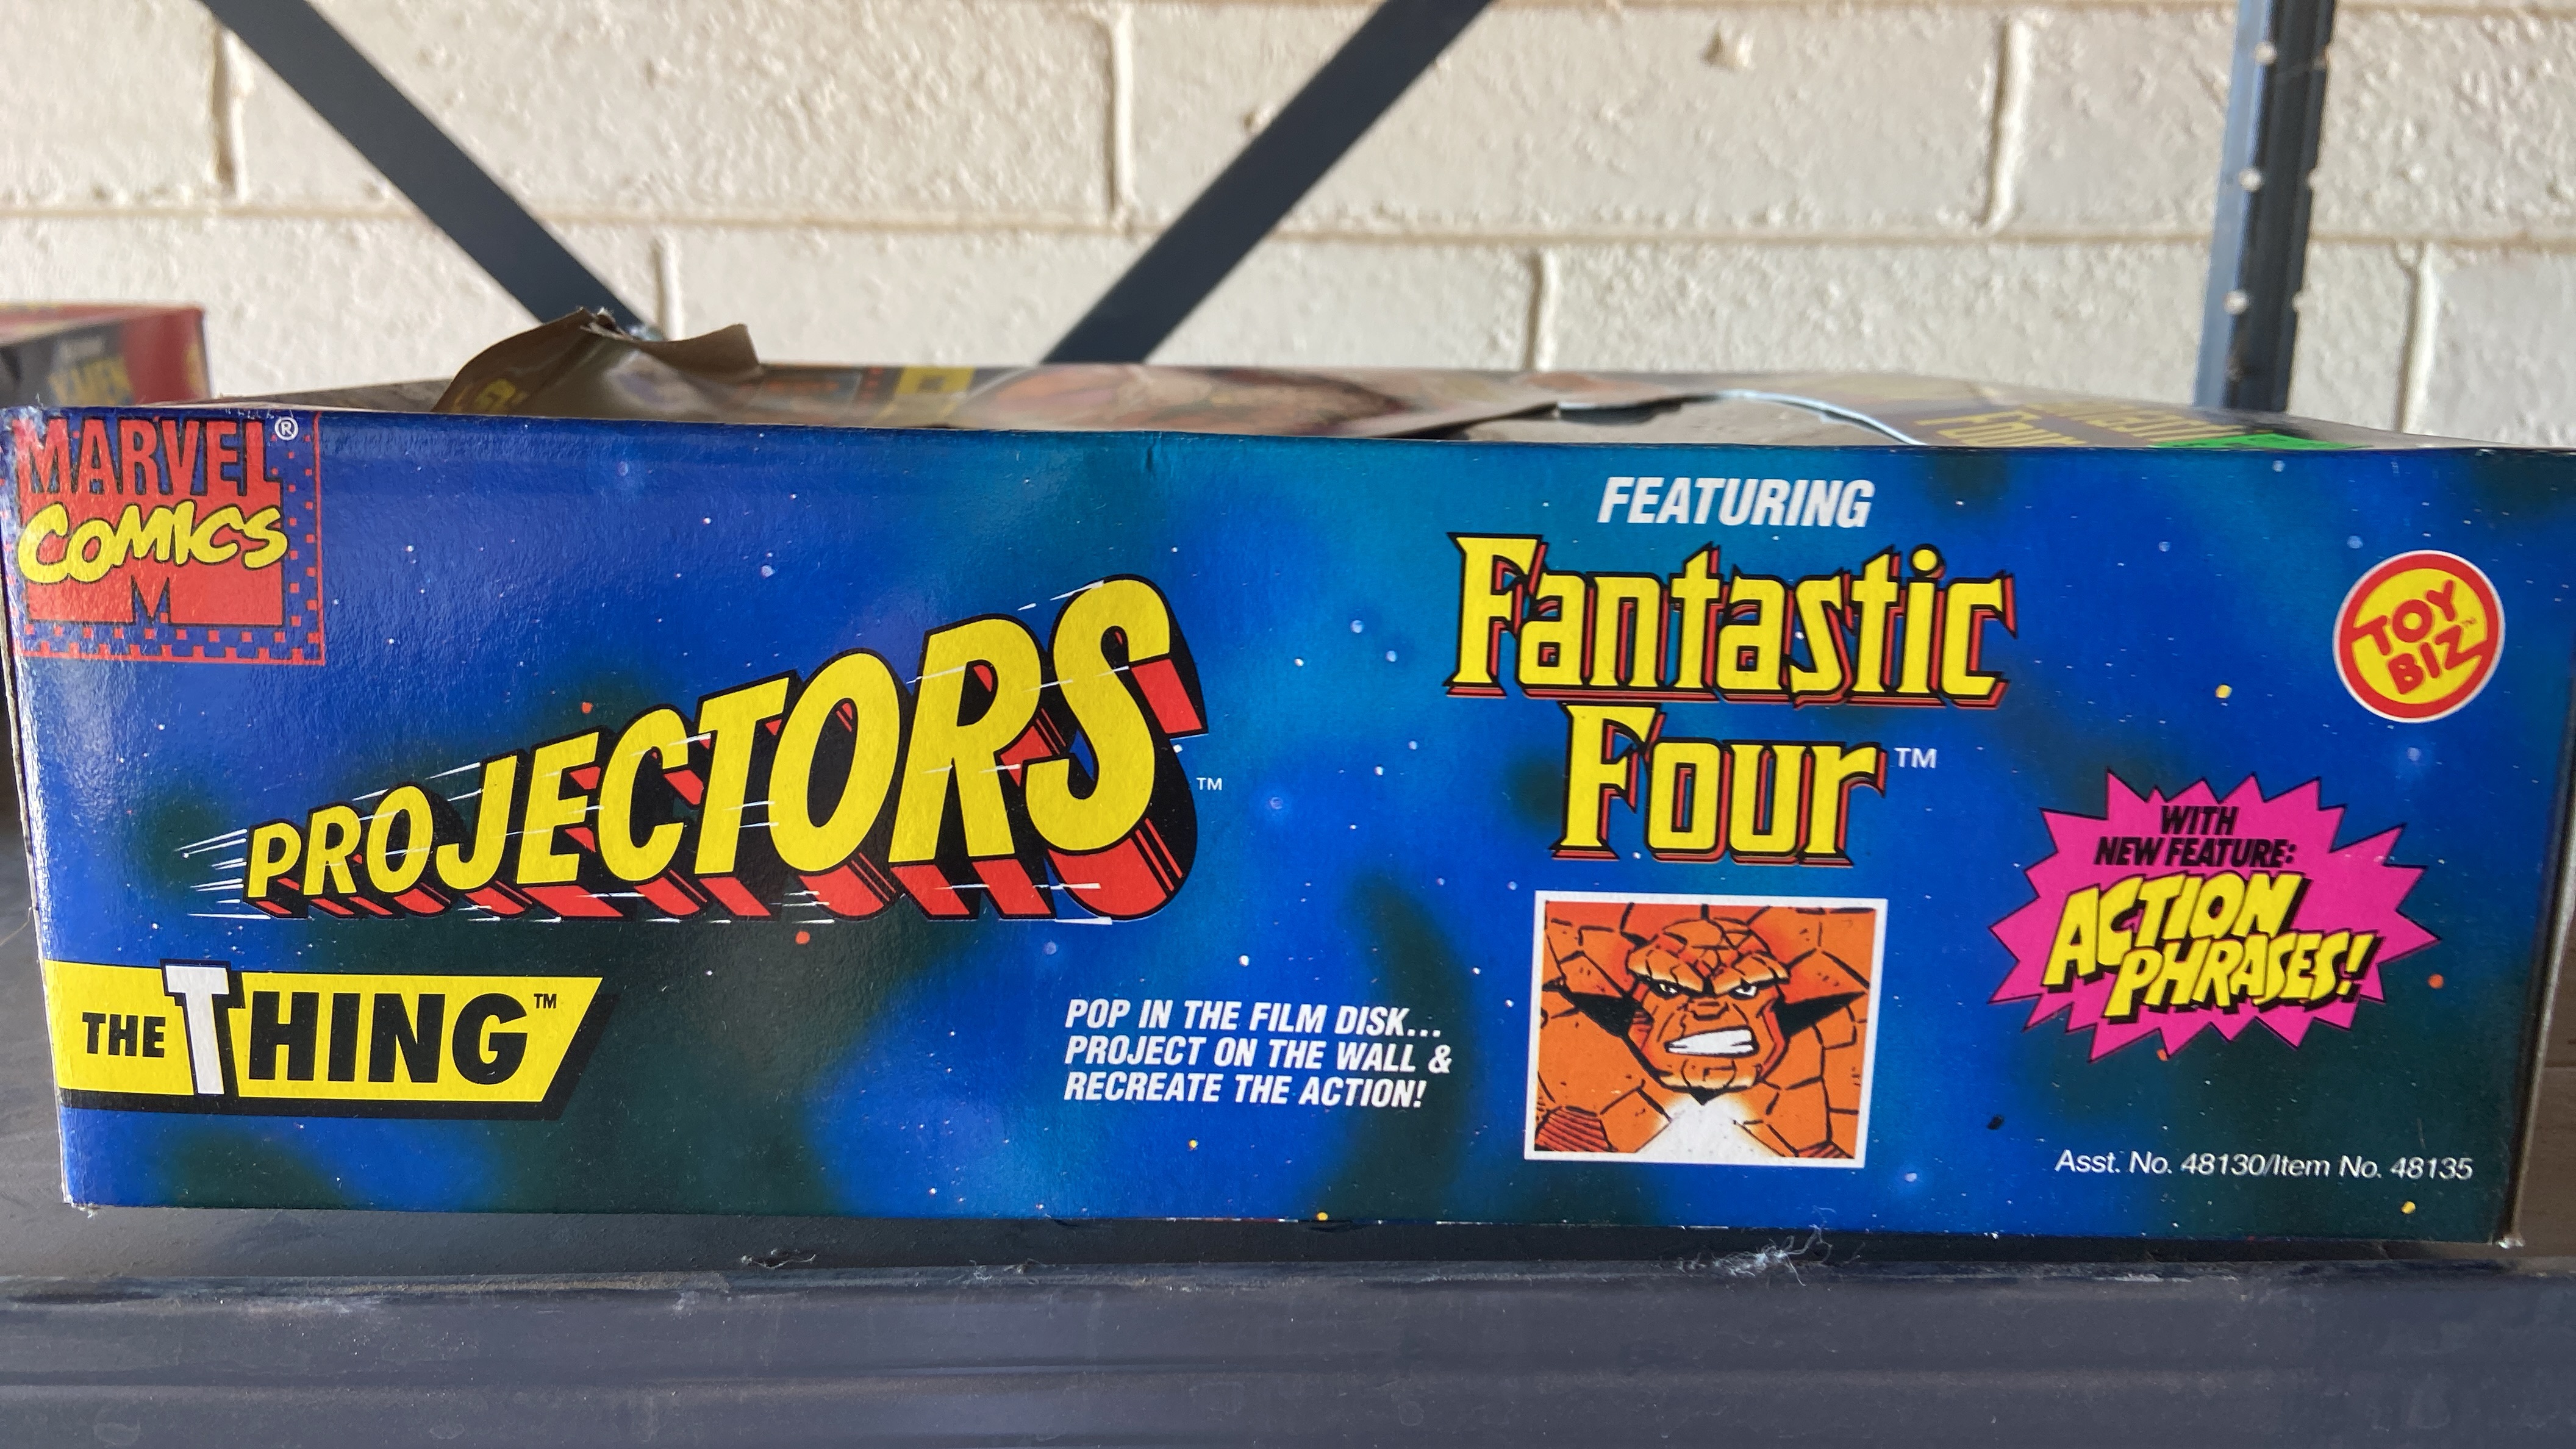 MARVEL®
COMICS
M
PROJECTORS™
THE THING™
POP IN THE FILM DISK...
PROJECT ON THE WALL &
RECREATE THE ACTION!
FEATURING
Fantastic
Four™
TOY
BIZ™
WITH
NEW FEATURE:
ACTION
PHRASES!
Asst. No. 48130/Item No. 48135